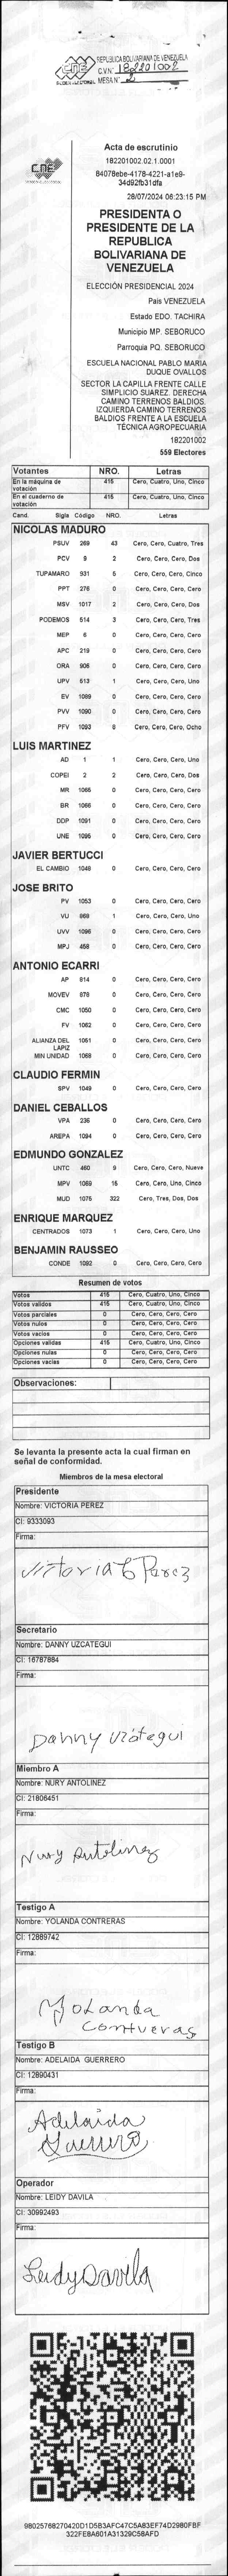 REPUBLICA BOLIVARIANA DE VENEZUELA
CNE
C.V.N° 182201002
PODER ELECTORAL MESA N° 2
CNE
Acta de escrutinio
182201002.02.1.0001
84078ebe-4178-4221-a1e9-
34d92fb31dfa
28/07/2024 06:23:15 PM
PRESIDENTA O
PRESIDENTE DE LA
REPUBLICA
BOLIVARIANA DE
VENEZUELA
ELECCIÓN PRESIDENCIAL 2024
Pais VENEZUELA
Estado EDO. TACHIRA
Municipio MP. SEBORUCO
Parroquia PQ. SEBORUCO
ESCUELA NACIONAL PABLO MARIA
DUQUE OVALLOS
SECTOR LA CAPILLA FRENTE CALLE
SIMPLICIO SUAREZ. DERECHA
CAMINO TERRENOS BALDIOS.
IZQUIERDA CAMINO TERRENOS
BALDIOS FRENTE A LA ESCUELA
TÉCNICA AGROPECUARIA
182201002
559 Electores
Votantes NRO. Letras
En la máquina de votación 415 Cero, Cuatro, Uno, Cinco
En el cuaderno de votación 415 Cero, Cuatro, Uno, Cinco
Cand. Sigla Código NRO. Letras
NICOLAS MADURO
PSUV 269 43 Cero, Cero, Cuatro, Tres
PCV 9 2 Cero, Cero, Cero, Dos
TUPAMARO 931 5 Cero, Cero, Cero, Cinco
PPT 276 0 Cero, Cero, Cero, Cero
MSV 1017 2 Cero, Cero, Cero, Dos
PODEMOS 514 3 Cero, Cero, Cero, Tres
MEP 6 0 Cero, Cero, Cero, Cero
APC 219 0 Cero, Cero, Cero, Cero
ORA 906 0 Cero, Cero, Cero, Cero
UPV 613 1 Cero, Cero, Cero, Uno
EV 1089 0 Cero, Cero, Cero, Cero
PVV 1090 0 Cero, Cero, Cero, Cero
PFV 1093 8 Cero, Cero, Cero, Ocho
LUIS MARTINEZ
AD 1 1 Cero, Cero, Cero, Uno
COPEI 2 2 Cero, Cero, Cero, Dos
MR 1065 0 Cero, Cero, Cero, Cero
BR 1066 0 Cero, Cero, Cero, Cero
DDP 1091 0 Cero, Cero, Cero, Cero
UNE 1095 0 Cero, Cero, Cero, Cero
JAVIER BERTUCCI
EL CAMBIO 1048 0 Cero, Cero, Cero, Cero
JOSE BRITO
PV 1053 0 Cero, Cero, Cero, Cero
VU 868 1 Cero, Cero, Cero, Uno
UVV 1096 0 Cero, Cero, Cero, Cero
MPJ 458 0 Cero, Cero, Cero, Cero
ANTONIO ECARRI
AP 814 0 Cero, Cero, Cero, Cero
MOVEV 878 0 Cero, Cero, Cero, Cero
CMC 1050 0 Cero, Cero, Cero, Cero
FV 1062 0 Cero, Cero, Cero, Cero
ALIANZA DEL LAPIZ 1051 0 Cero, Cero, Cero, Cero
MIN UNIDAD 1068 0 Cero, Cero, Cero, Cero
CLAUDIO FERMIN
SPV 1049 0 Cero, Cero, Cero, Cero
DANIEL CEBALLOS
VPA 236 0 Cero, Cero, Cero, Cero
AREPA 1094 0 Cero, Cero, Cero, Cero
EDMUNDO GONZALEZ
UNTC 460 9 Cero, Cero, Cero, Nueve
MPV 1069 15 Cero, Cero, Uno, Cinco
MUD 1075 322 Cero, Tres, Dos, Dos
ENRIQUE MARQUEZ
CENTRADOS 1073 1 Cero, Cero, Cero, Uno
BENJAMIN RAUSSEO
CONDE 1092 0 Cero, Cero, Cero, Cero
Resumen de votos
Votos 415 Cero, Cuatro, Uno, Cinco
Votos validos 415 Cero, Cuatro, Uno, Cinco
Votos parciales 0 Cero, Cero, Cero, Cero
Votos nulos 0 Cero, Cero, Cero, Cero
Votos vacios 0 Cero, Cero, Cero, Cero
Opciones validas 415 Cero, Cuatro, Uno, Cinco
Opciones nulas 0 Cero, Cero, Cero, Cero
Opciones vacias 0 Cero, Cero, Cero, Cero
Observaciones:
Se levanta la presente acta la cual firman en
señal de conformidad.
Miembros de la mesa electoral
Presidente
Nombre: VICTORIA PEREZ
CI: 9333093
Firma:
Victoria E Perez
Secretario
Nombre: DANNY UZCATEGUI
CI: 16787884
Firma:
Danny Uzcátegui
Miembro A
Nombre: NURY ANTOLINEZ
CI: 21806451
Firma:
Nury Antolinez
Testigo A
Nombre: YOLANDA CONTRERAS
CI: 12889742
Firma:
Yolanda
Contreras
Testigo B
Nombre: ADELAIDA GUERRERO
CI: 12890431
Firma:
Adelaida
Guerrero
Operador
Nombre: LEIDY DAVILA
CI: 30992493
Firma:
Leidy Davila
98025768270420D1D5B3AFC47C5A83EF74D2980FBF
322FE8A601A31329C58AFD